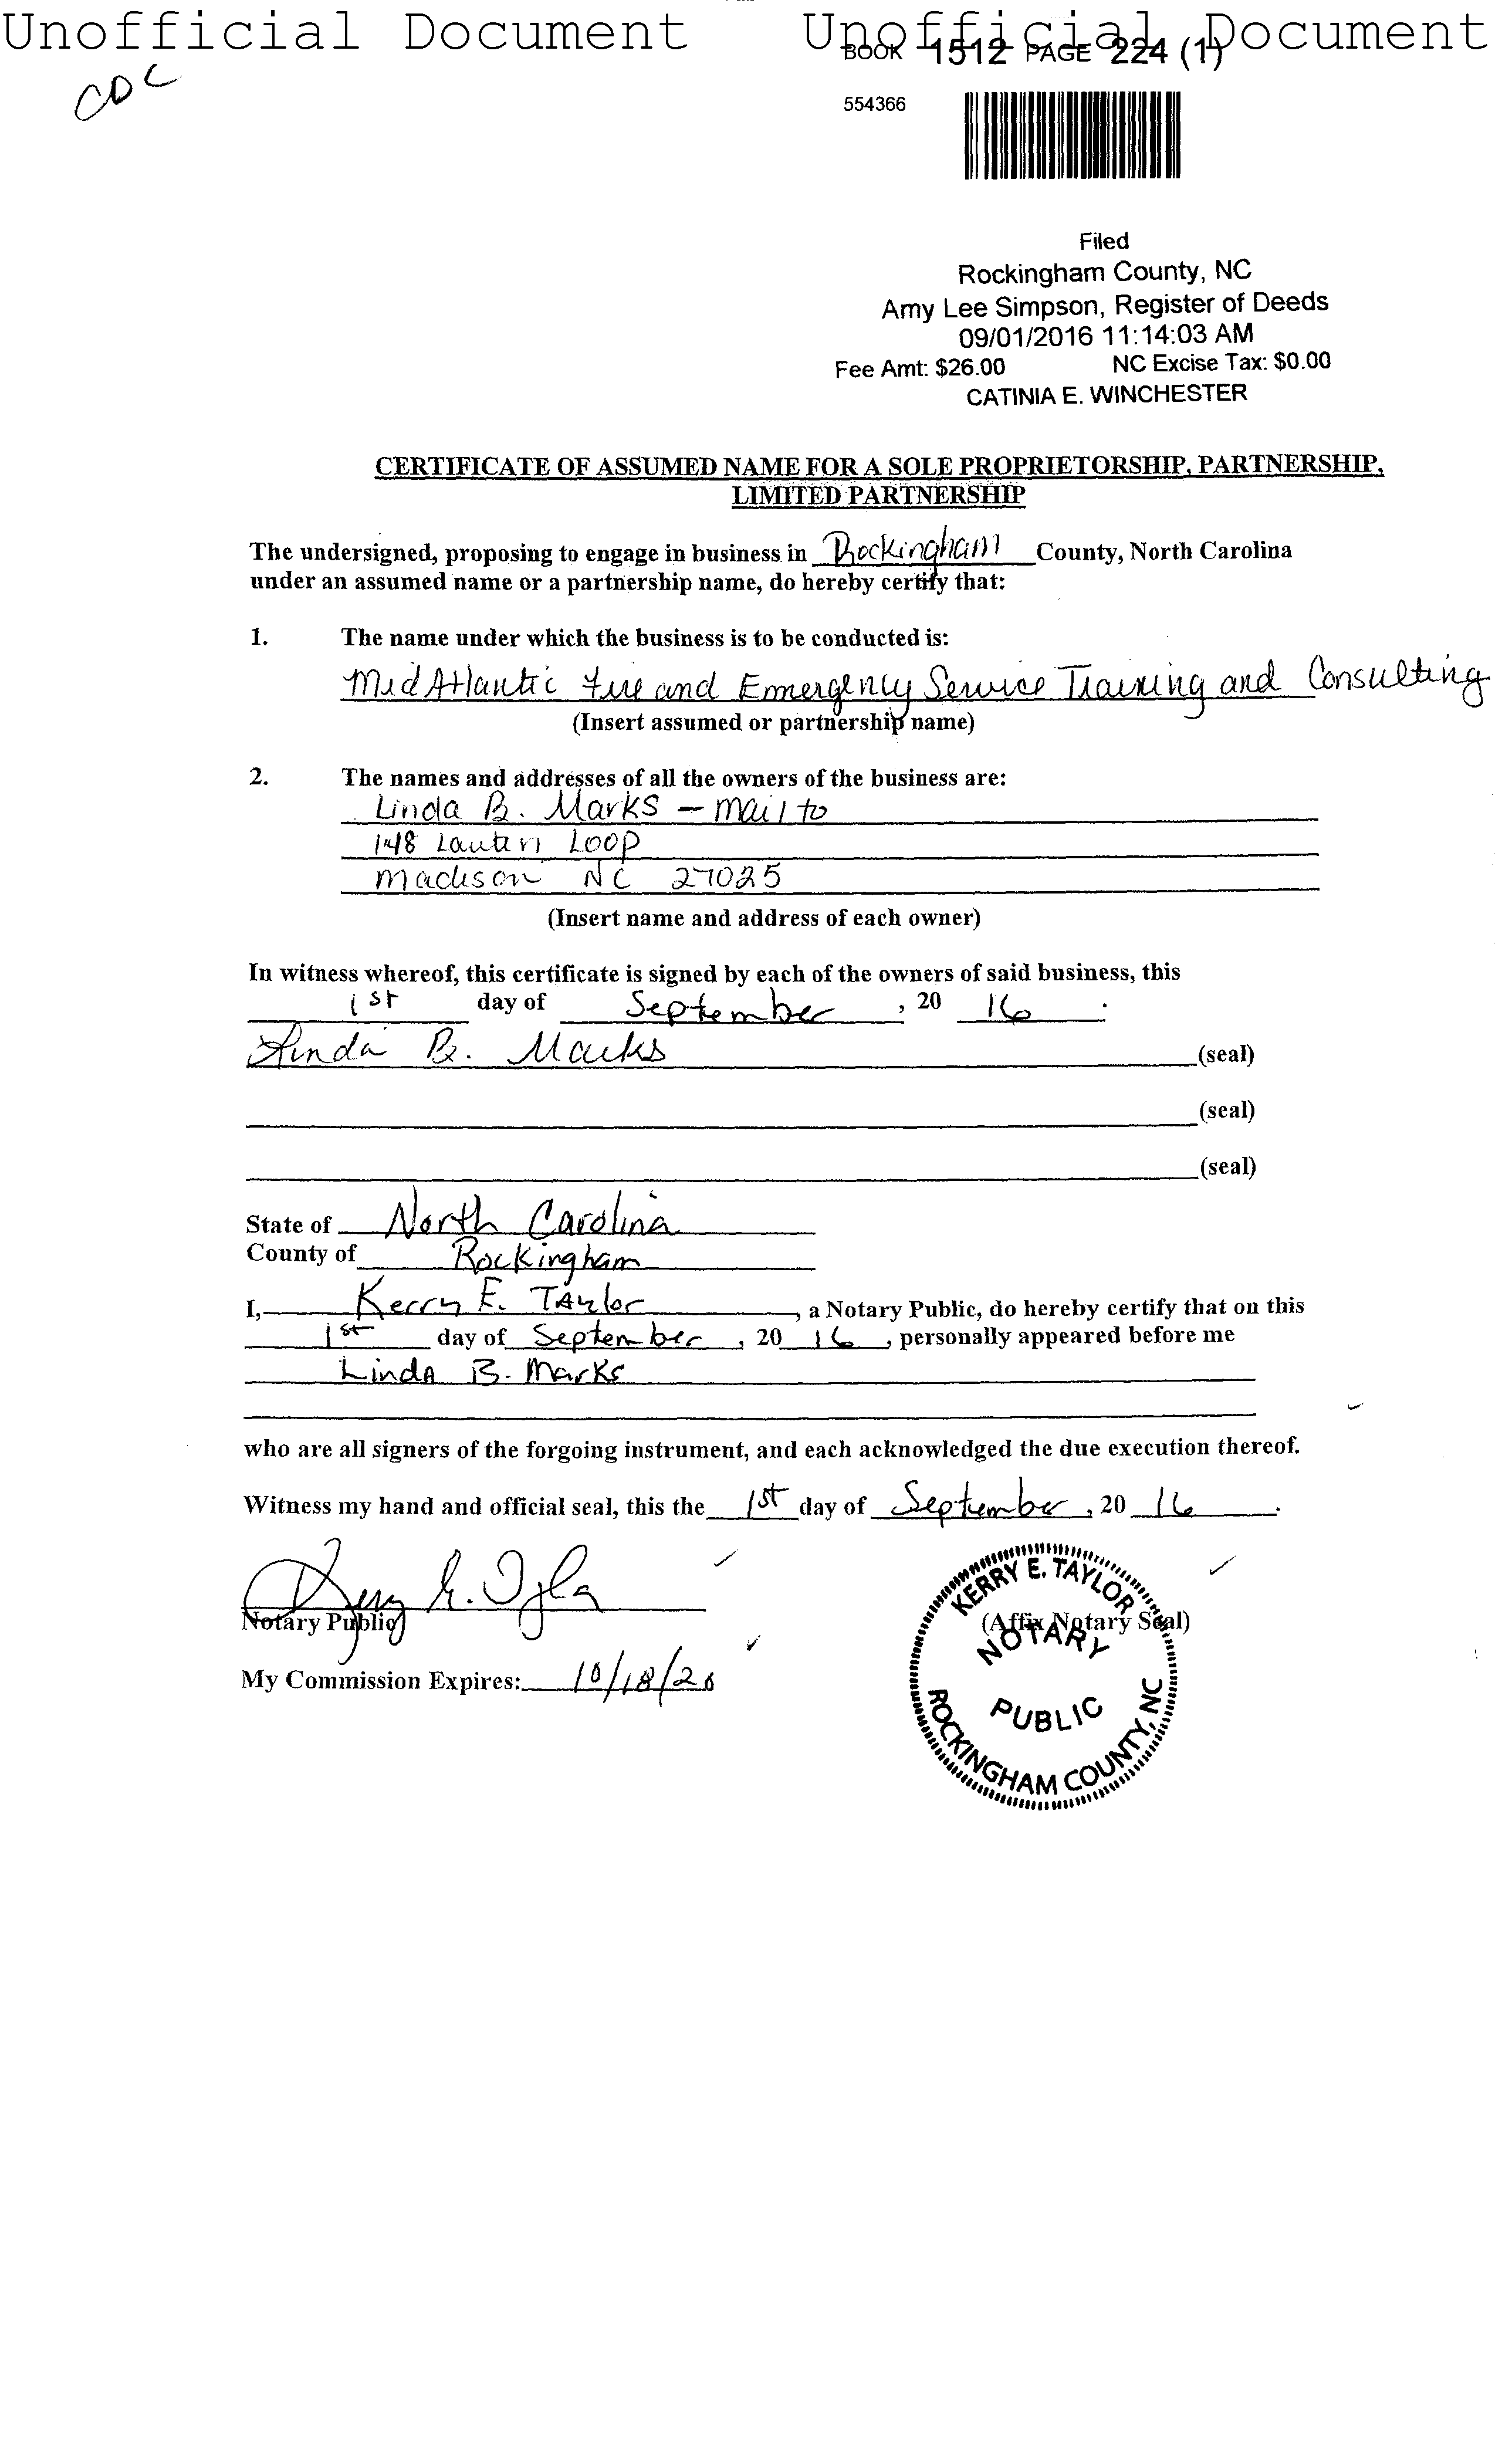 Unofficial Document Unofficial Document
BOOK 1512 PAGE 224 (1)
CDC
554366
Filed
Rockingham County, NC
Amy Lee Simpson, Register of Deeds
09/01/2016 11:14:03 AM
Fee Amt: $26.00 NC Excise Tax: $0.00
CATINIA E. WINCHESTER
CERTIFICATE OF ASSUMED NAME FOR A SOLE PROPRIETORSHIP, PARTNERSHIP,
LIMITED PARTNERSHIP
The undersigned, proposing to engage in business in Rockingham County, North Carolina
under an assumed name or a partnership name, do hereby certify that:
1. The name under which the business is to be conducted is:
MidAtlantic Fire and Emergency Service Training and Consulting
(Insert assumed or partnership name)
2. The names and addresses of all the owners of the business are:
Linda B. Marks - mail to
148 Loop
Madison NC 27025
(Insert name and address of each owner)
In witness whereof, this certificate is signed by each of the owners of said business, this
1st day of September, 20 16.
Linda B. Marks (seal)
(seal)
(seal)
State of North Carolina
County of Rockingham
I, Kerry E. Taylor, a Notary Public, do hereby certify that on this
1st day of September, 20 16, personally appeared before me
Linda B. Marks
who are all signers of the forgoing instrument, and each acknowledged the due execution thereof.
Witness my hand and official seal, this the 1st day of September, 20 16.
Notary Public
(Affix Notary Seal)
My Commission Expires: 10/18/20
KERRY E. TAYLOR
NOTARY
PUBLIC
ROCKINGHAM COUNTY, NC